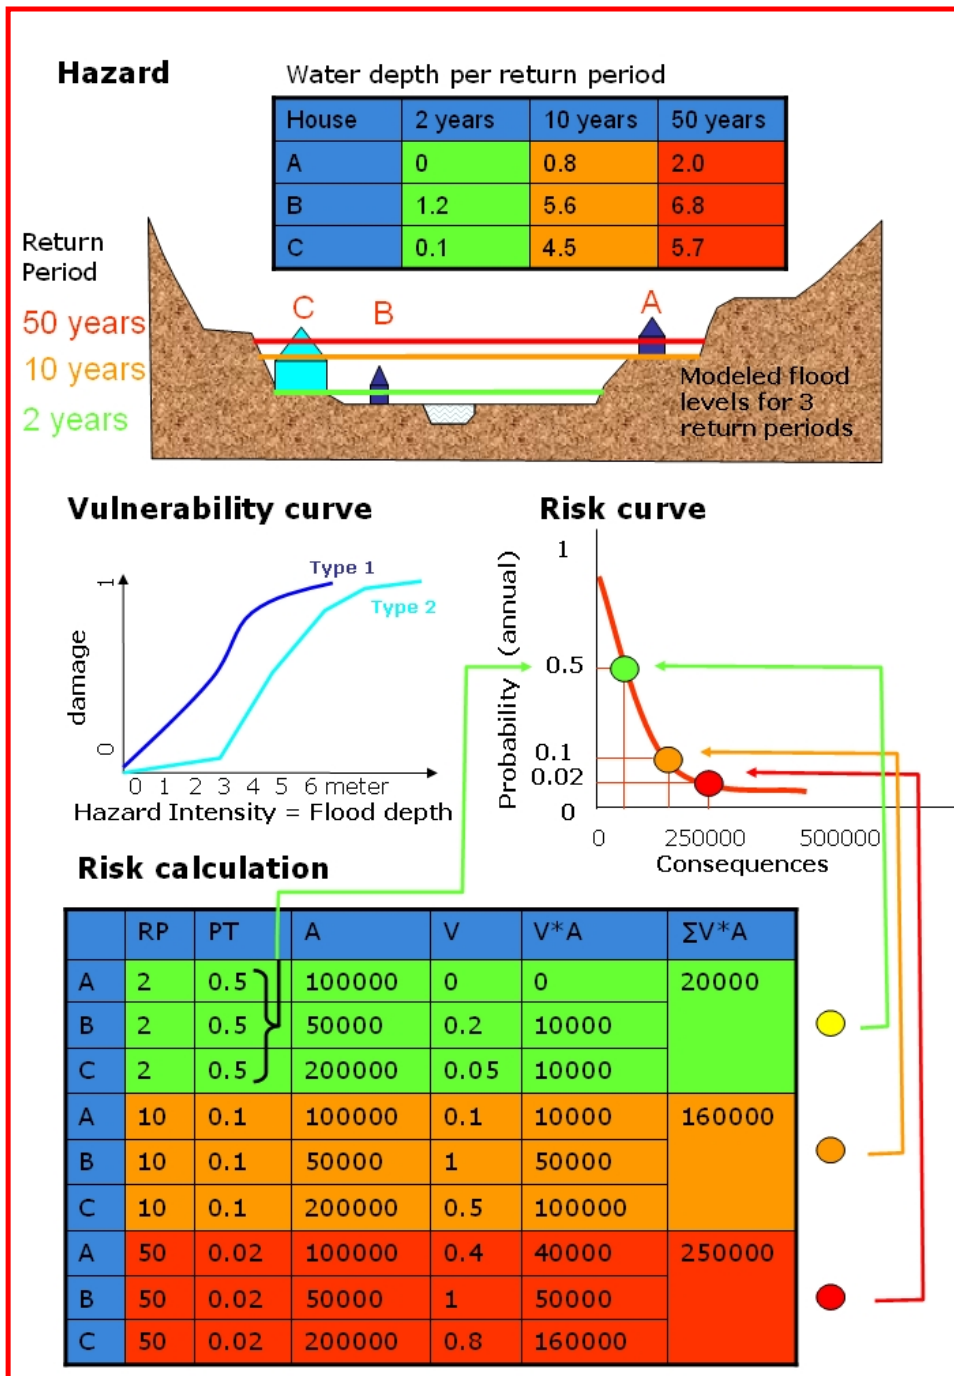 Hazard
Water depth per return period
House 2 years 10 years 50 years
A 0 0.8 2.0
B 1.2 5.6 6.8
C 0.1 4.5 5.7
Return
Period
50 years
10 years
2 years
C B A
Modeled flood
levels for 3
return periods
Vulnerability curve
Type 1
Type 2
1
damage
0
0 1 2 3 4 5 6 meter
Hazard Intensity = Flood depth
Risk curve
1
Probability (annual)
0.5
0.1
0.02
0
0 250000 500000
Consequences
Risk calculation
RP PT A V V*A ΣV*A
A 2 0.5 100000 0 0 20000
B 2 0.5 50000 0.2 10000
C 2 0.5 200000 0.05 10000
A 10 0.1 100000 0.1 10000 160000
B 10 0.1 50000 1 50000
C 10 0.1 200000 0.5 100000
A 50 0.02 100000 0.4 40000 250000
B 50 0.02 50000 1 50000
C 50 0.02 200000 0.8 160000